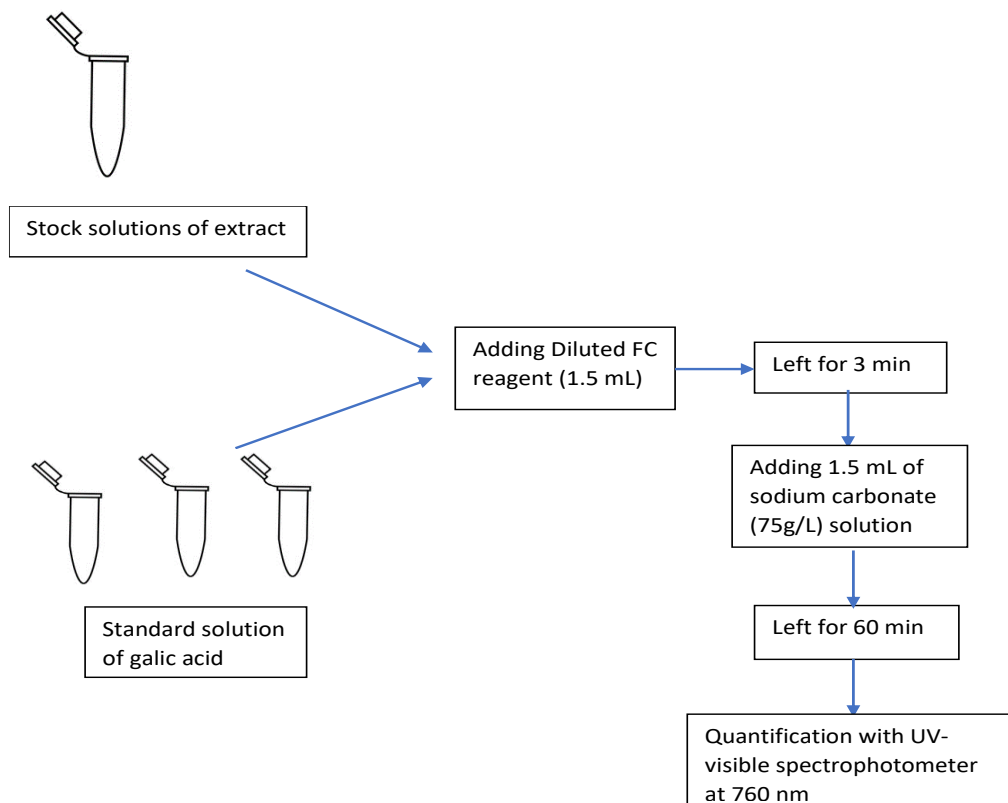 Stock solutions of extract
Adding Diluted FC
reagent (1.5 mL)
Left for 3 min
Adding 1.5 mL of
sodium carbonate
(75g/L) solution
Standard solution
of galic acid
Left for 60 min
Quantification with UV-
visible spectrophotometer
at 760 nm